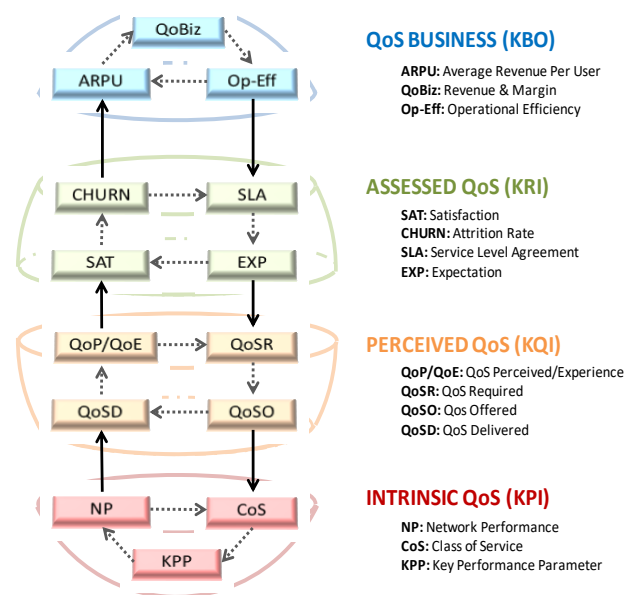 QoBiz
ARPU
Op-Eff
CHURN
SLA
SAT
EXP
QoP/QoE
QoSR
QoSD
QoSO
NP
CoS
KPP
QoS BUSINESS (KBO)
ARPU: Average Revenue Per User
QoBiz: Revenue & Margin
Op-Eff: Operational Efficiency
ASSESSED QoS (KRI)
SAT: Satisfaction
CHURN: Attrition Rate
SLA: Service Level Agreement
EXP: Expectation
PERCEIVED QoS (KQI)
QoP/QoE: QoS Perceived/Experience
QoSR: QoS Required
QoSO: Qos Offered
QoSD: QoS Delivered
INTRINSIC QoS (KPI)
NP: Network Performance
CoS: Class of Service
KPP: Key Performance Parameter